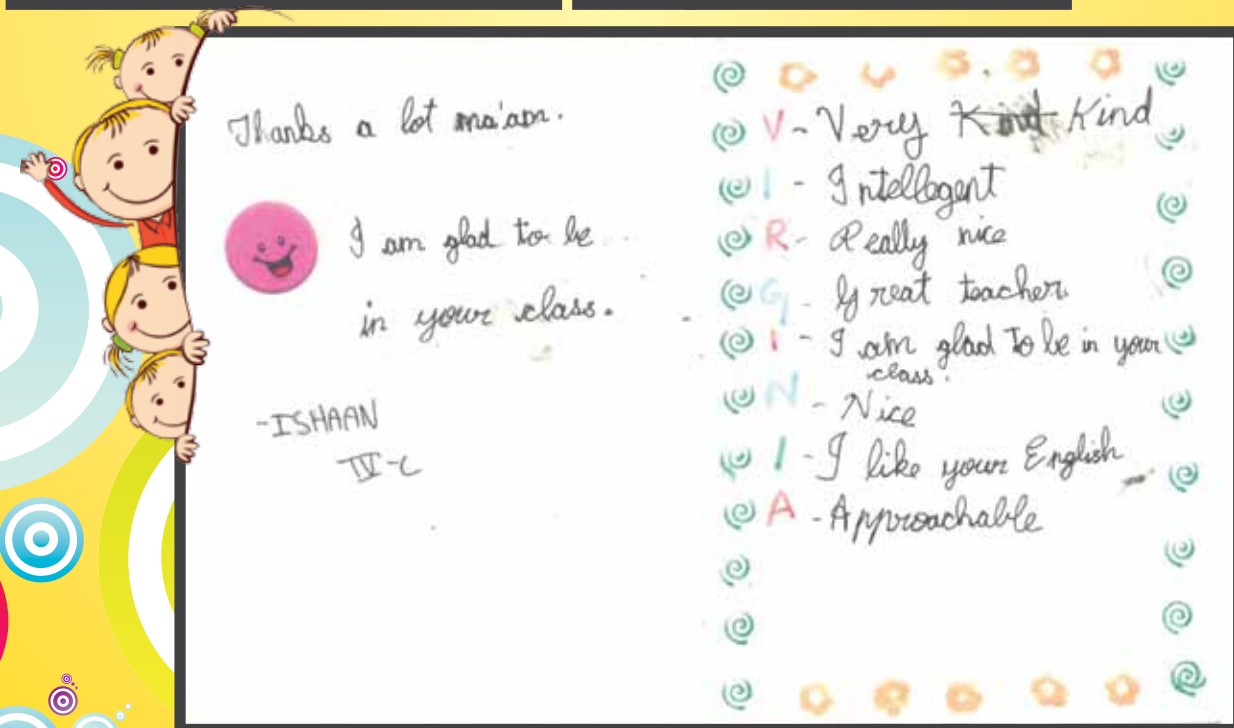 Thanks a lot ma'am.
I am glad to be
in your class.
-ISHAAN
IV-C
V - Very Kind Kind
I - Intellegent
R - Really nice
G - Great teacher
I - I am glad To be in your
class.
N - Nice
I - I like your English
A - Approachable